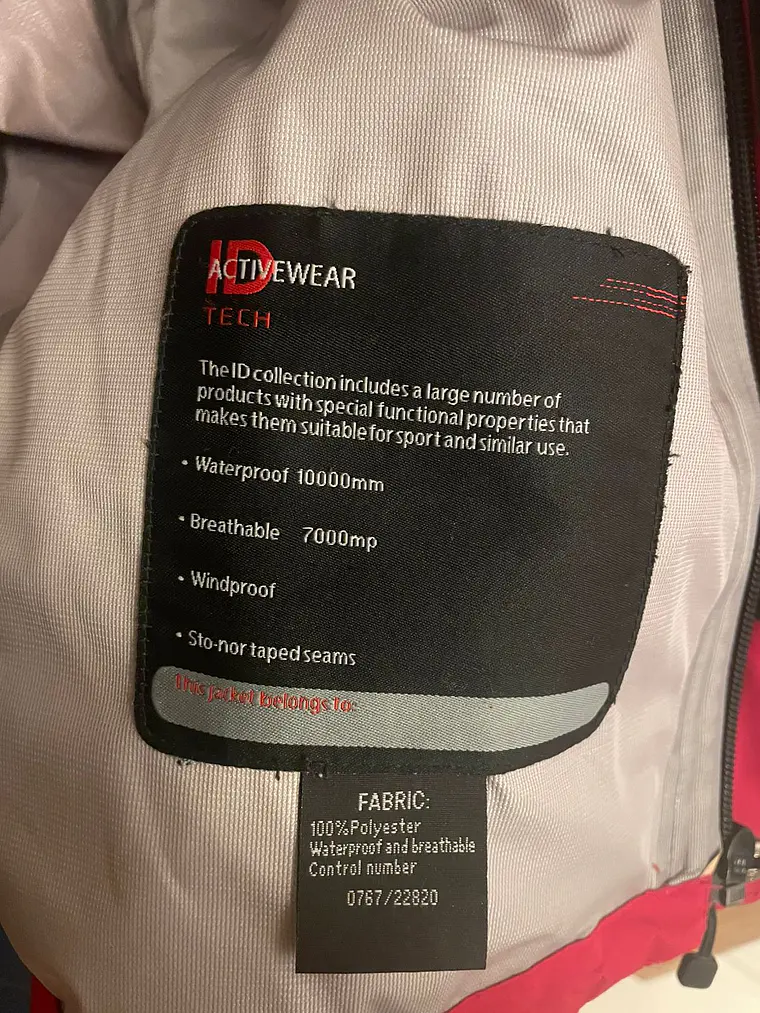 ID
ACTIVEWEAR
TECH
The ID collection includes a large number of
products with special functional properties that
makes them suitable for sport and similar use.
• Waterproof 10000mm
• Breathable 7000mp
• Windproof
• Sto-nor taped seams
This jacket belongs to:
FABRIC:
100%Polyester
Waterproof and breathable
Control number
0767/22820